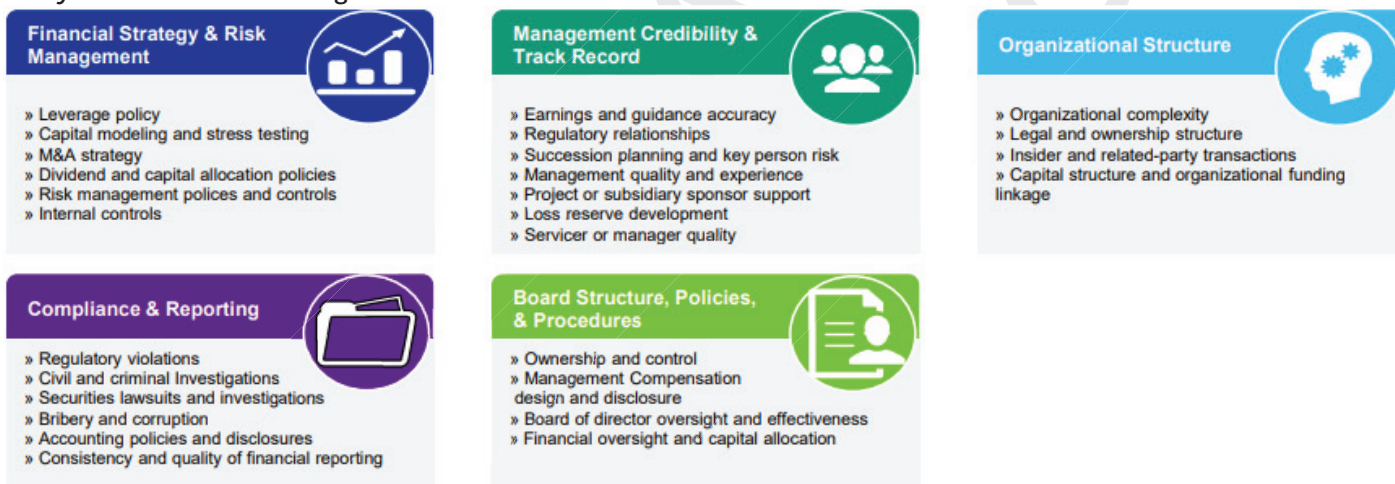 Financial Strategy & Risk
Management
» Leverage policy
» Capital modeling and stress testing
» M&A strategy
» Dividend and capital allocation policies
» Risk management polices and controls
» Internal controls
Management Credibility &
Track Record
» Earnings and guidance accuracy
» Regulatory relationships
» Succession planning and key person risk
» Management quality and experience
» Project or subsidiary sponsor support
» Loss reserve development
» Servicer or manager quality
Organizational Structure
» Organizational complexity
» Legal and ownership structure
» Insider and related-party transactions
» Capital structure and organizational funding
linkage
Compliance & Reporting
» Regulatory violations
» Civil and criminal Investigations
» Securities lawsuits and investigations
» Bribery and corruption
» Accounting policies and disclosures
» Consistency and quality of financial reporting
Board Structure, Policies,
& Procedures
» Ownership and control
» Management Compensation
design and disclosure
» Board of director oversight and effectiveness
» Financial oversight and capital allocation